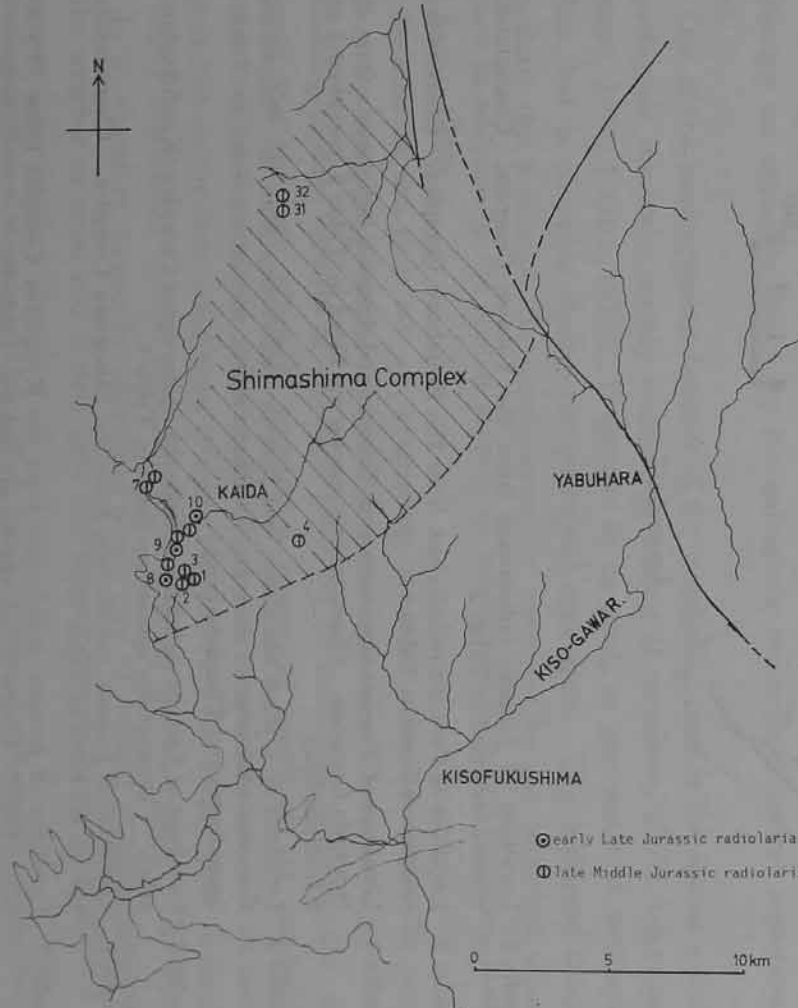 N
32
31
Shimashima Complex
7
10
KAIDA
9
4
3
8
1
2
YABUHARA
KISO-GAWA R.
KISOFUKUSHIMA
early Late Jurassic radiolaria
late Middle Jurassic radiolari
0 5 10km